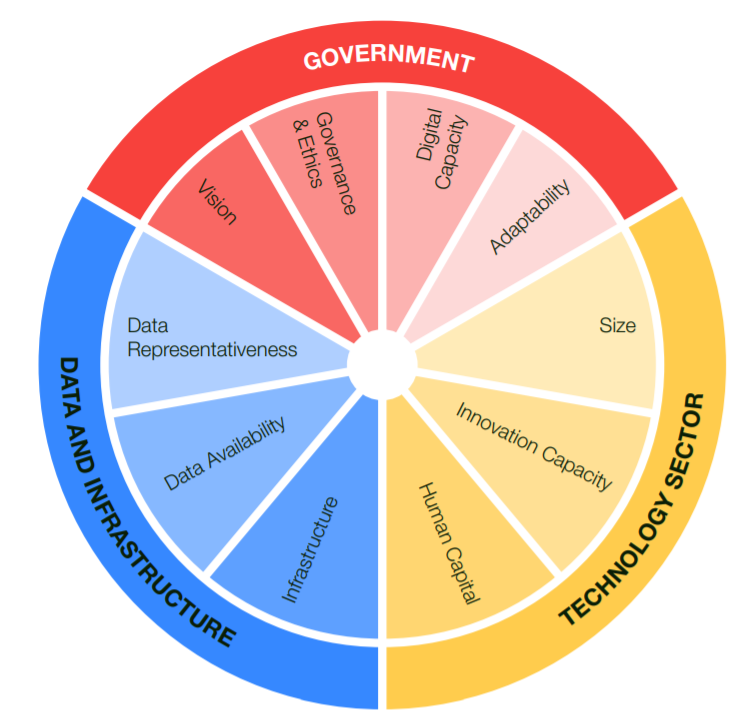 GOVERNMENT
Vision
Governance
& Ethics
Digital
Capacity
Adaptability
TECHNOLOGY SECTOR
Size
Innovation Capacity
Human Capital
DATA AND INFRASTRUCTURE
Infrastructure
Data Availability
Data
Representativeness